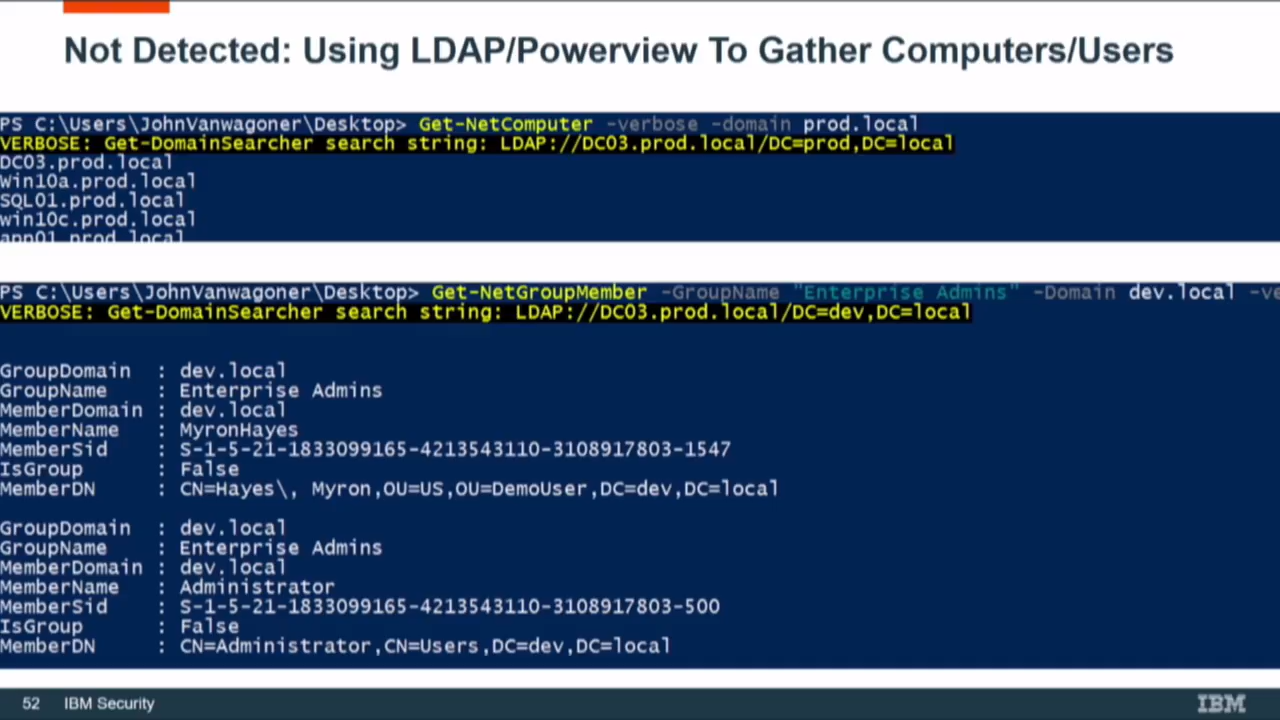 Not Detected: Using LDAP/Powerview To Gather Computers/Users
PS C:\Users\JohnVanwagoner\Desktop> Get-NetComputer -verbose -domain prod.local
VERBOSE: Get-DomainSearcher search string: LDAP://DC03.prod.local/DC=prod,DC=local
DC03.prod.local
Win10a.prod.local
SQL01.prod.local
win10c.prod.local
app01.prod.local
PS C:\Users\JohnVanwagoner\Desktop> Get-NetGroupMember -GroupName "Enterprise Admins" -Domain dev.local -ve
VERBOSE: Get-DomainSearcher search string: LDAP://DC03.prod.local/DC=dev,DC=local
GroupDomain : dev.local
GroupName : Enterprise Admins
MemberDomain : dev.local
MemberName : MyronHayes
MemberSid : S-1-5-21-1833099165-4213543110-3108917803-1547
IsGroup : False
MemberDN : CN=Hayes\, Myron,OU=US,OU=DemoUser,DC=dev,DC=local
GroupDomain : dev.local
GroupName : Enterprise Admins
MemberDomain : dev.local
MemberName : Administrator
MemberSid : S-1-5-21-1833099165-4213543110-3108917803-500
IsGroup : False
MemberDN : CN=Administrator,CN=Users,DC=dev,DC=local
52 IBM Security
IBM